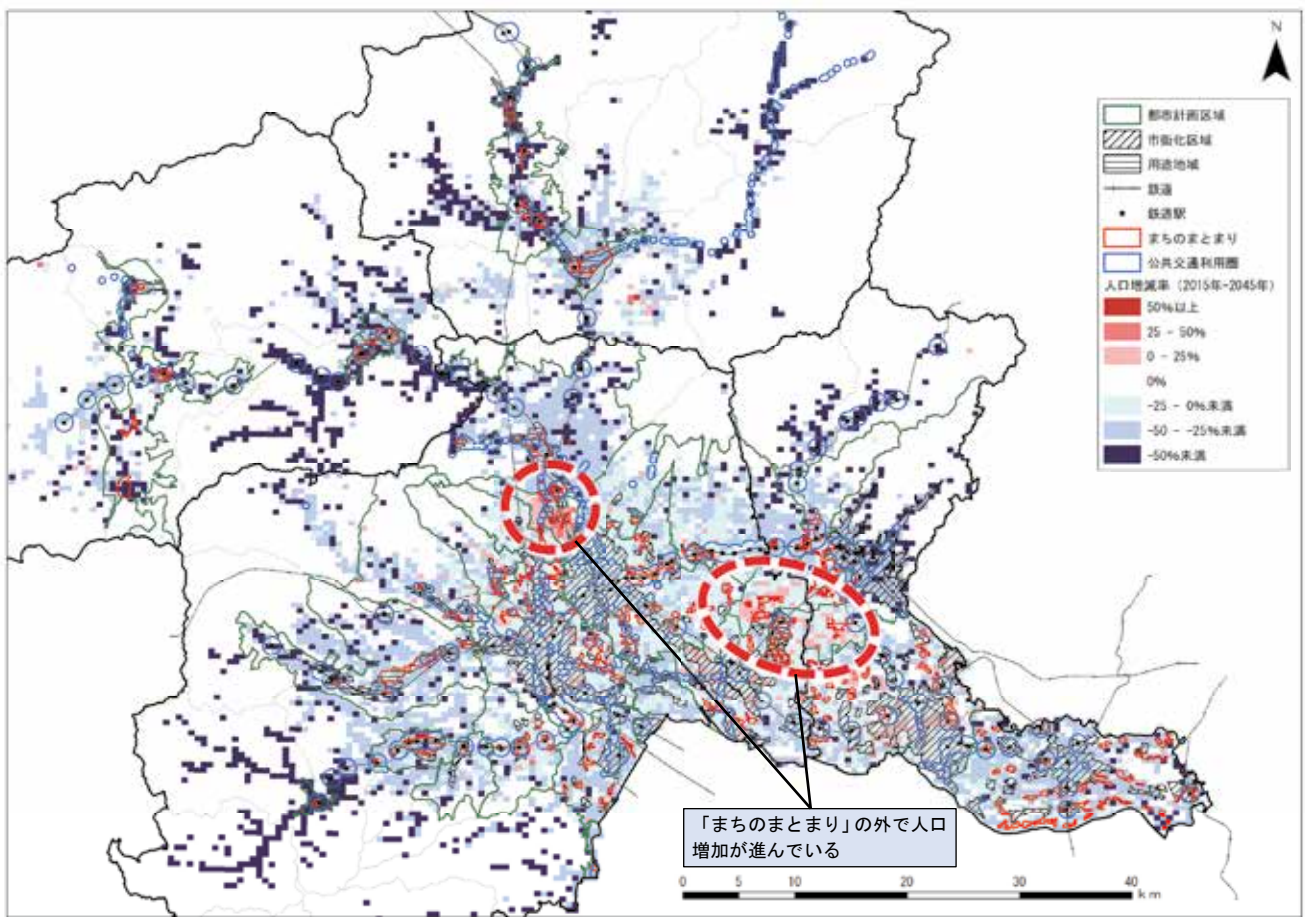 N
都市計画区域
市街化区域
用途地域
鉄道
鉄道駅
まちのまとまり
公共交通利用圏
人口増減率（2015年-2045年）
50%以上
25 - 50%
0 - 25%
0%
-25 - 0%未満
-50 - -25%未満
-50%未満
「まちのまとまり」の外で人口
増加が進んでいる
0 5 10 20 30 40
km